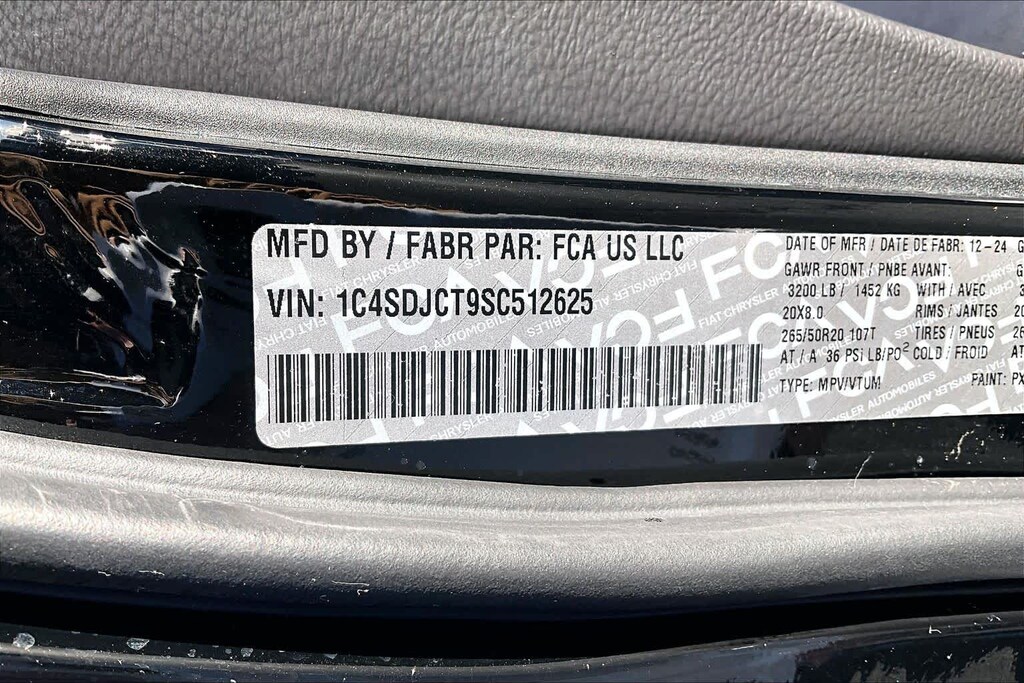 MFD BY / FABR PAR: FCA US LLC
VIN: 1C4SDJCT9SC512625
DATE OF MFR / DATE DE FABR: 12-24
GAWR FRONT / PNBE AVANT:
3200 LB / 1452 KG WITH / AVEC
20X8.0 RIMS / JANTES
265/50R20 107T TIRES / PNEUS
AT / A 36 PSI LB/PO² COLD / FROID
TYPE: MPV/VTUM PAINT: PX